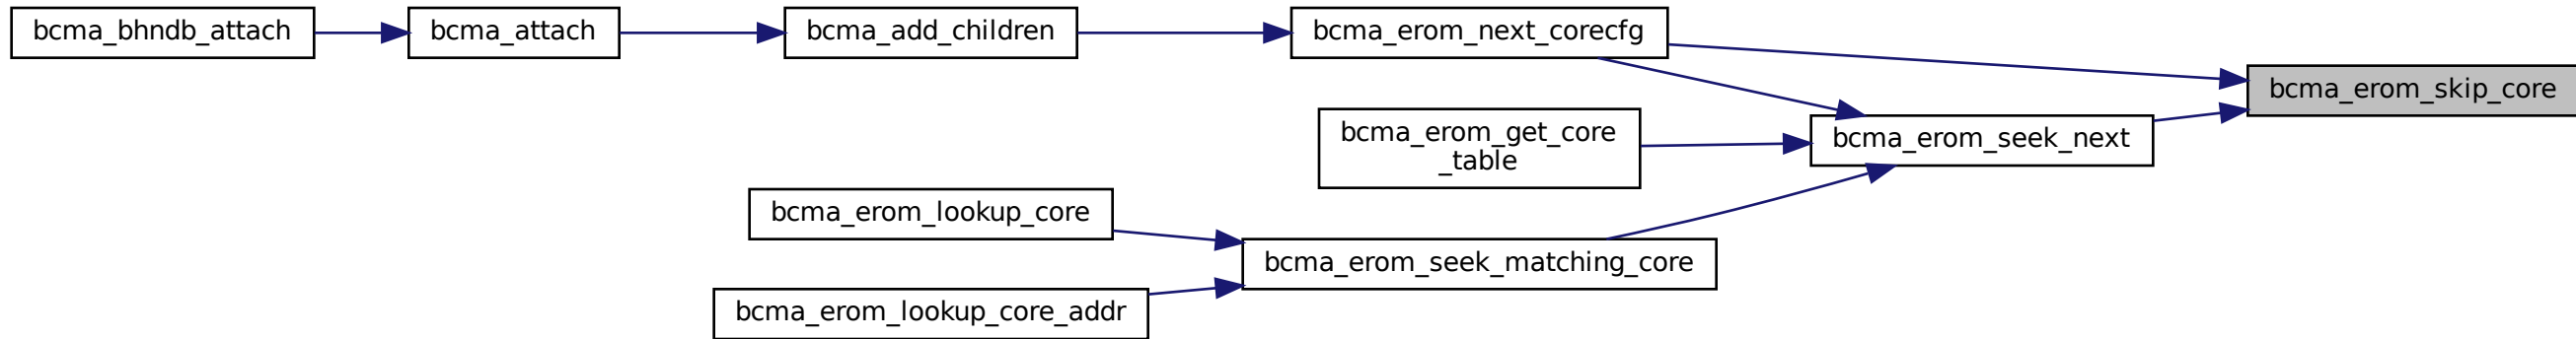 bcma_bhndb_attach
bcma_attach
bcma_add_children
bcma_erom_next_corecfg
bcma_erom_skip_core
bcma_erom_get_core
_table
bcma_erom_seek_next
bcma_erom_lookup_core
bcma_erom_seek_matching_core
bcma_erom_lookup_core_addr